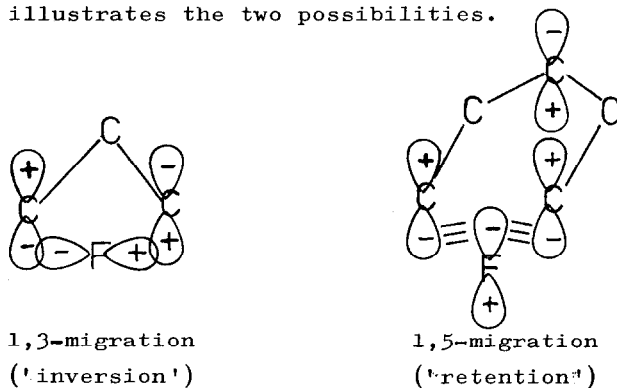 illustrates the two possibilities.
−
C
C
+
C
C
+
−
+
+
C
C
C
C
−
−
F
+
+
−
−
−
F
+
1,3-migration
1,5-migration
('inversion')
('retention')